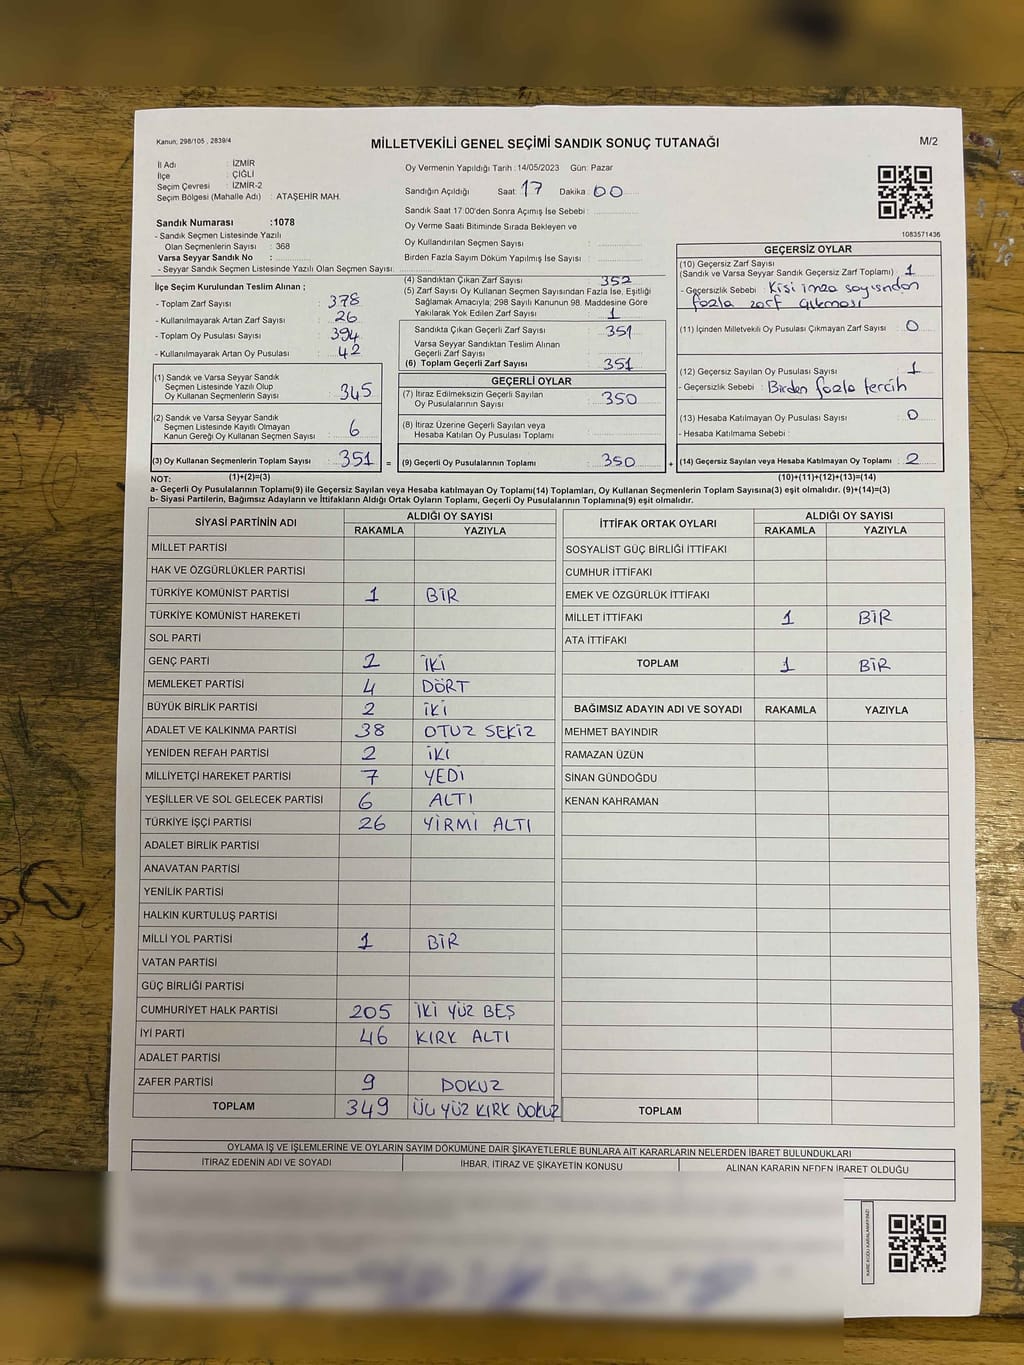 Kanun; 298/105 , 2839/4
MİLLETVEKİLİ GENEL SEÇİMİ SANDIK SONUÇ TUTANAĞI
M/2
İl Adı : İZMİR
İlçe : ÇİĞLİ
Seçim Çevresi : İZMİR-2
Seçim Bölgesi (Mahalle Adı) : ATAŞEHİR MAH.
Oy Vermenin Yapıldığı Tarih : 14/05/2023 Gün: Pazar
Sandığın Açıldığı Saat: 17 Dakika : 00
Sandık Saat 17:00'den Sonra Açımış İse Sebebi :
Oy Verme Saati Bitiminde Sırada Bekleyen ve
Oy Kullandırılan Seçmen Sayısı :
Birden Fazla Sayım Döküm Yapılmış İse Sayısı :
Sandık Numarası :1078
- Sandık Seçmen Listesinde Yazılı
Olan Seçmenlerin Sayısı : 368
Varsa Seyyar Sandık No :
- Seyyar Sandık Seçmen Listesinde Yazılı Olan Seçmen Sayısı :
1083571436
İlçe Seçim Kurulundan Teslim Alınan ;
- Toplam Zarf Sayısı : 378
- Kullanılmayarak Artan Zarf Sayısı : 26
- Toplam Oy Pusulası Sayısı : 394
- Kullanılmayarak Artan Oy Pusulası : 42
(1) Sandık ve Varsa Seyyar Sandık
Seçmen Listesinde Yazılı Olup
Oy Kullanan Seçmenlerin Sayısı : 345
(2) Sandık ve Varsa Seyyar Sandık
Seçmen Listesinde Kayıtlı Olmayan
Kanun Gereği Oy Kullanan Seçmen Sayısı : 6
(3) Oy Kullanan Seçmenlerin Toplam Sayısı : 351 =
(4) Sandıktan Çıkan Zarf Sayısı : 352
(5) Zarf Sayısı Oy Kullanan Seçmen Sayısından Fazla İse, Eşitliği
Sağlamak Amacıyla; 298 Sayılı Kanunun 98. Maddesine Göre
Yakılarak Yok Edilen Zarf Sayısı : 1
Sandıkta Çıkan Geçerli Zarf Sayısı : 351
Varsa Seyyar Sandıktan Teslim Alınan
Geçerli Zarf Sayısı :
(6) Toplam Geçerli Zarf Sayısı : 351
GEÇERLİ OYLAR
(7) İtiraz Edilmeksizin Geçerli Sayılan
Oy Pusulalarının Sayısı : 350
(8) İtiraz Üzerine Geçerli Sayılan veya
Hesaba Katılan Oy Pusulası Toplamı :
(9) Geçerli Oy Pusulalarının Toplamı : 350 +
GEÇERSİZ OYLAR
(10) Geçersiz Zarf Sayısı
(Sandık ve Varsa Seyyar Sandık Geçersiz Zarf Toplamı) : 1
- Geçersizlik Sebebi : Kişi imza sayısından
fazla zarf çıkması
(11) İçinden Milletvekili Oy Pusulası Çıkmayan Zarf Sayısı : 0
(12) Geçersiz Sayılan Oy Pusulası Sayısı : 1
- Geçersizlik Sebebi : Birden fazla tercih
(13) Hesaba Katılmayan Oy Pusulası Sayısı : 0
- Hesaba Katılmama Sebebi :
(14) Geçersiz Sayılan veya Hesaba Katılmayan Oy Toplamı : 2
NOT: (1)+(2)=(3) (10)+(11)+(12)+(13)=(14)
a- Geçerli Oy Pusulalarının Toplamı(9) ile Geçersiz Sayılan veya Hesaba katılmayan Oy Toplamı(14) Toplamları, Oy Kullanan Seçmenlerin Toplam Sayısına(3) eşit olmalıdır. (9)+(14)=(3)
b- Siyasi Partilerin, Bağımsız Adayların ve İttifakların Aldığı Ortak Oyların Toplamı, Geçerli Oy Pusulalarının Toplamına(9) eşit olmalıdır.
SİYASİ PARTİNİN ADI ALDIĞI OY SAYISI
RAKAMLA YAZIYLA
MİLLET PARTİSİ
HAK VE ÖZGÜRLÜKLER PARTİSİ
TÜRKİYE KOMÜNİST PARTİSİ 1 BİR
TÜRKİYE KOMÜNİST HAREKETİ
SOL PARTİ
GENÇ PARTİ 2 İKİ
MEMLEKET PARTİSİ 4 DÖRT
BÜYÜK BİRLİK PARTİSİ 2 İKİ
ADALET VE KALKINMA PARTİSİ 38 OTUZ SEKİZ
YENİDEN REFAH PARTİSİ 2 İKİ
MİLLİYETÇİ HAREKET PARTİSİ 7 YEDİ
YEŞİLLER VE SOL GELECEK PARTİSİ 6 ALTI
TÜRKİYE İŞÇİ PARTİSİ 26 YİRMİ ALTI
ADALET BİRLİK PARTİSİ
ANAVATAN PARTİSİ
YENİLİK PARTİSİ
HALKIN KURTULUŞ PARTİSİ
MİLLİ YOL PARTİSİ 1 BİR
VATAN PARTİSİ
GÜÇ BİRLİĞİ PARTİSİ
CUMHURİYET HALK PARTİSİ 205 İKİ YÜZ BEŞ
İYİ PARTİ 46 KIRK ALTI
ADALET PARTİSİ
ZAFER PARTİSİ 9 DOKUZ
TOPLAM 349 ÜÇ YÜZ KIRK DOKUZ
İTTİFAK ORTAK OYLARI ALDIĞI OY SAYISI
RAKAMLA YAZIYLA
SOSYALİST GÜÇ BİRLİĞİ İTTİFAKI
CUMHUR İTTİFAKI
EMEK VE ÖZGÜRLÜK İTTİFAKI
MİLLET İTTİFAKI 1 BİR
ATA İTTİFAKI
TOPLAM 1 BİR
BAĞIMSIZ ADAYIN ADI VE SOYADI RAKAMLA YAZIYLA
MEHMET BAYINDIR
RAMAZAN ÜZÜN
SİNAN GÜNDOĞDU
KENAN KAHRAMAN
TOPLAM
OYLAMA İŞ VE İŞLEMLERİNE VE OYLARIN SAYIM DÖKÜMÜNE DAİR ŞİKAYETLERLE BUNLARA AİT KARARLARIN NELERDEN İBARET BULUNDUKLARI
İTİRAZ EDENİN ADI VE SOYADI İHBAR, İTİRAZ VE ŞİKAYETİN KONUSU ALINAN KARARIN NEDEN İBARET OLDUĞU